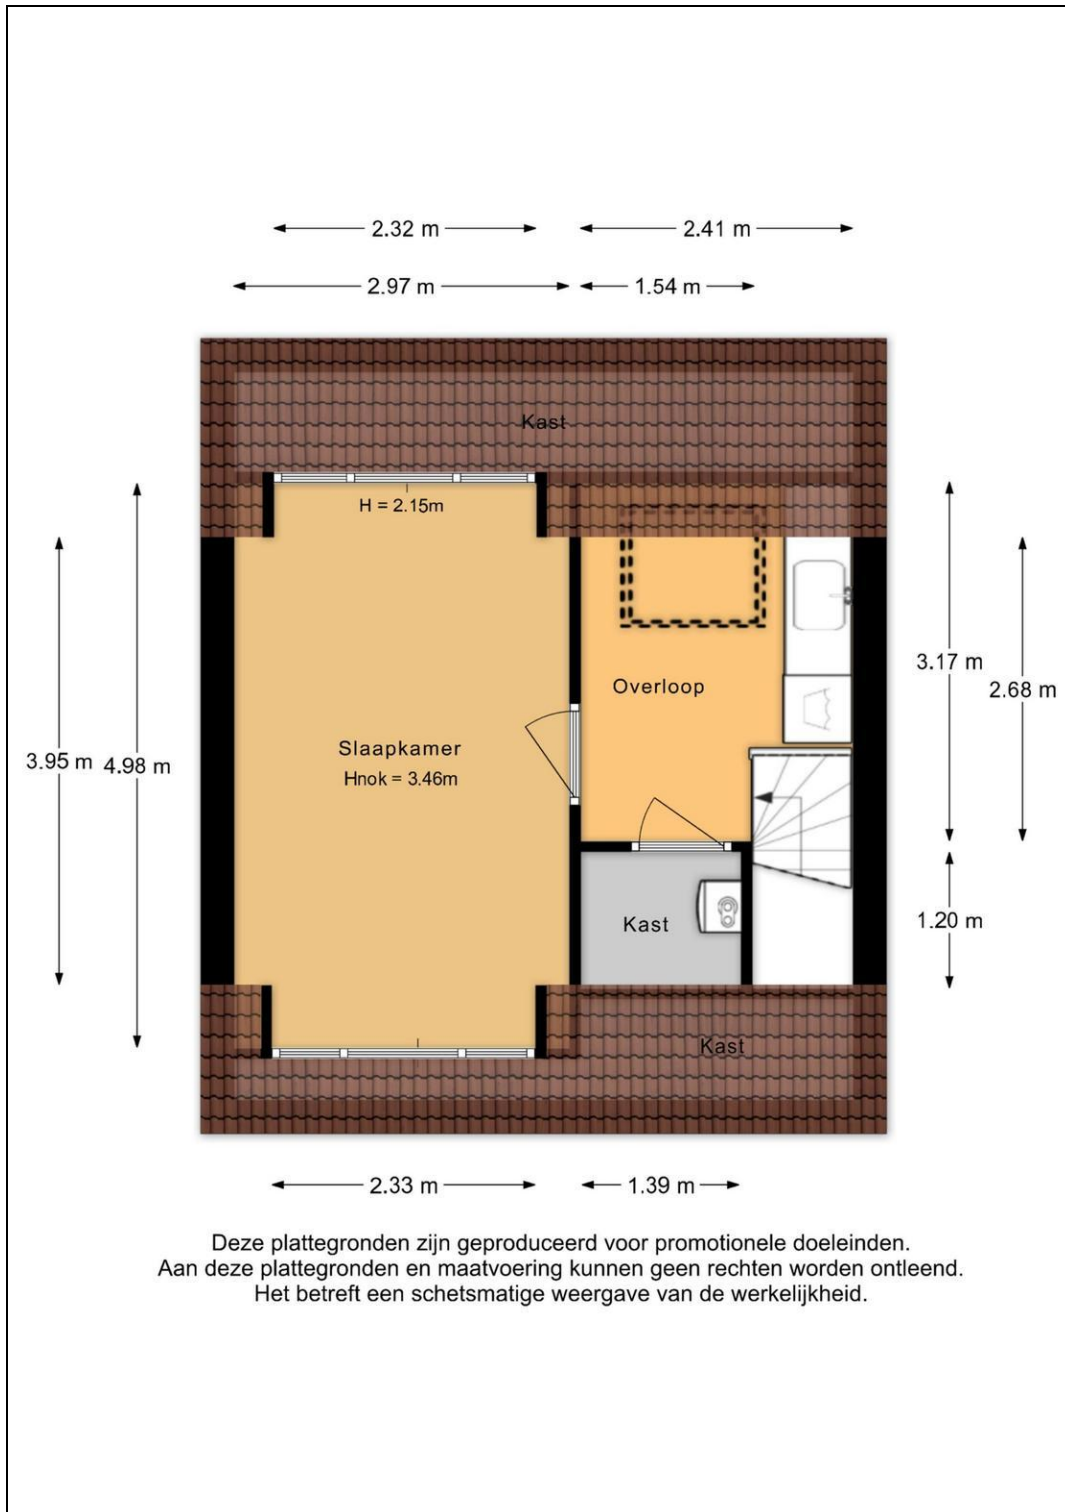 2.32 m
2.41 m
2.97 m
1.54 m
Kast
H = 2.15m
3.17 m
2.68 m
Overloop
Slaapkamer
Hnok = 3.46m
3.95 m
4.98 m
Kast
1.20 m
Kast
2.33 m
1.39 m
Deze plattegronden zijn geproduceerd voor promotionele doeleinden.
Aan deze plattegronden en maatvoering kunnen geen rechten worden ontleend.
Het betreft een schetsmatige weergave van de werkelijkheid.